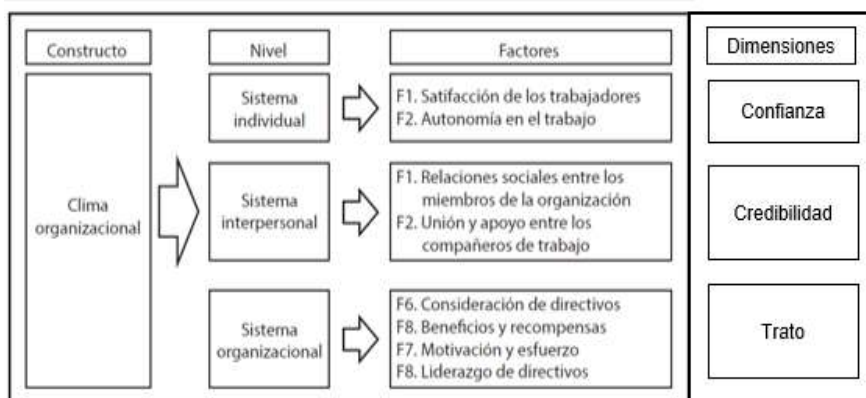 Constructo
Nivel
Factores
Dimensiones
Clima
organizacional
Sistema
individual
F1. Satifacción de los trabajadores
F2. Autonomía en el trabajo
Confianza
Sistema
interpersonal
F1. Relaciones sociales entre los
miembros de la organización
F2. Unión y apoyo entre los
compañeros de trabajo
Credibilidad
Sistema
organizacional
F6. Consideración de directivos
F8. Beneficios y recompensas
F7. Motivación y esfuerzo
F8. Liderazgo de directivos
Trato